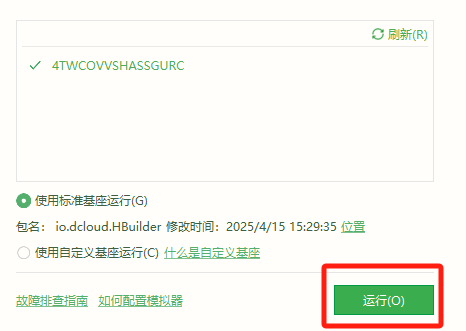 刷新(R)
4TWCOVVSHASSGURC
使用标准基座运行(G)
包名： io.dcloud.HBuilder 修改时间：2025/4/15 15:29:35 位置
使用自定义基座运行(C) 什么是自定义基座
故障排查指南 如何配置模拟器 运行(O)